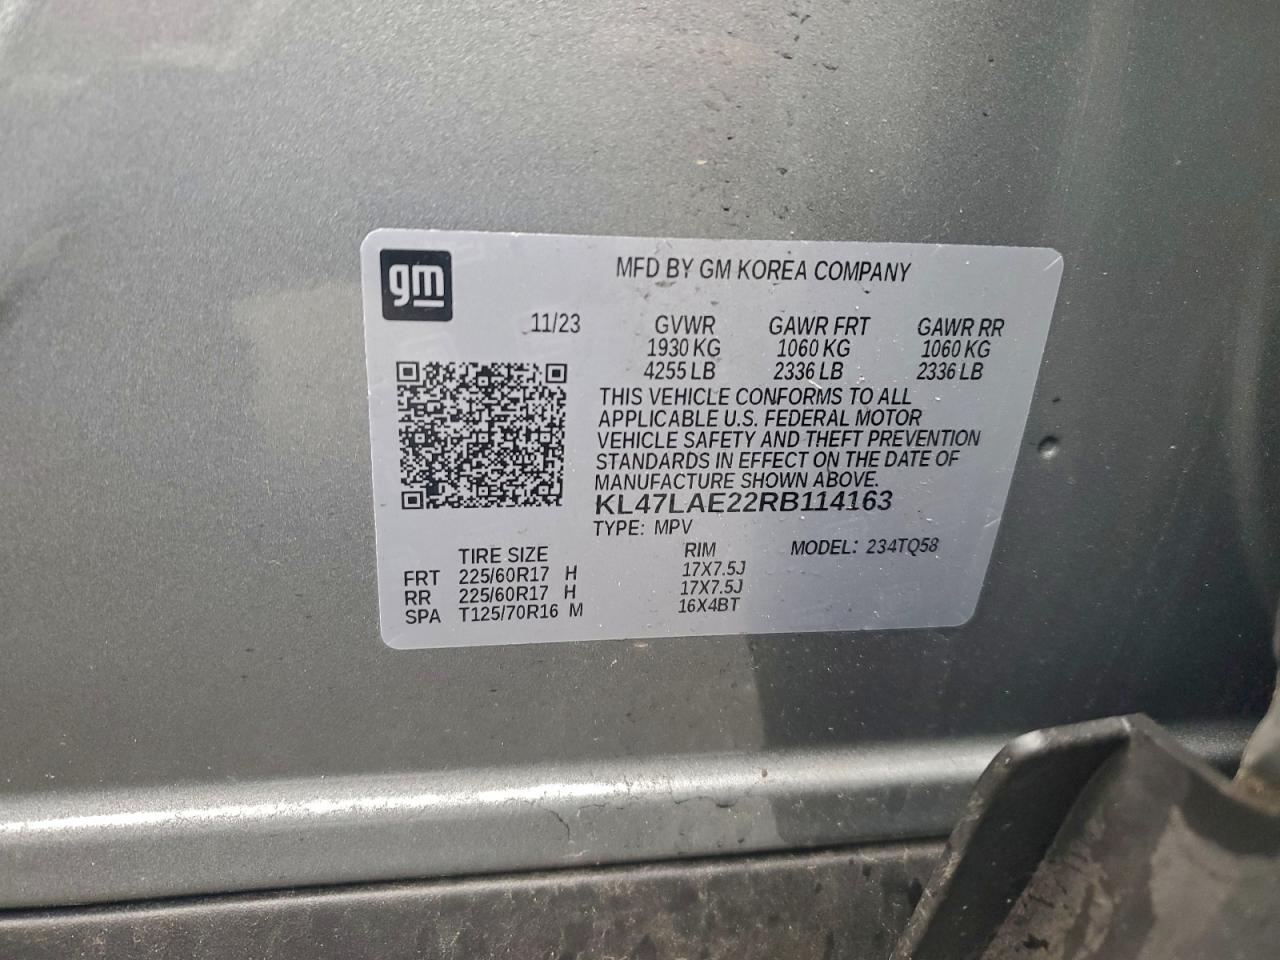 gm
MFD BY GM KOREA COMPANY
11/23 GVWR GAWR FRT GAWR RR
1930 KG 1060 KG 1060 KG
4255 LB 2336 LB 2336 LB
THIS VEHICLE CONFORMS TO ALL
APPLICABLE U.S. FEDERAL MOTOR
VEHICLE SAFETY AND THEFT PREVENTION
STANDARDS IN EFFECT ON THE DATE OF
MANUFACTURE SHOWN ABOVE.
KL47LAE22RB114163
TYPE: MPV
TIRE SIZE RIM MODEL: 234TQ58
FRT 225/60R17 H 17X7.5J
RR 225/60R17 H 17X7.5J
SPA T125/70R16 M 16X4BT